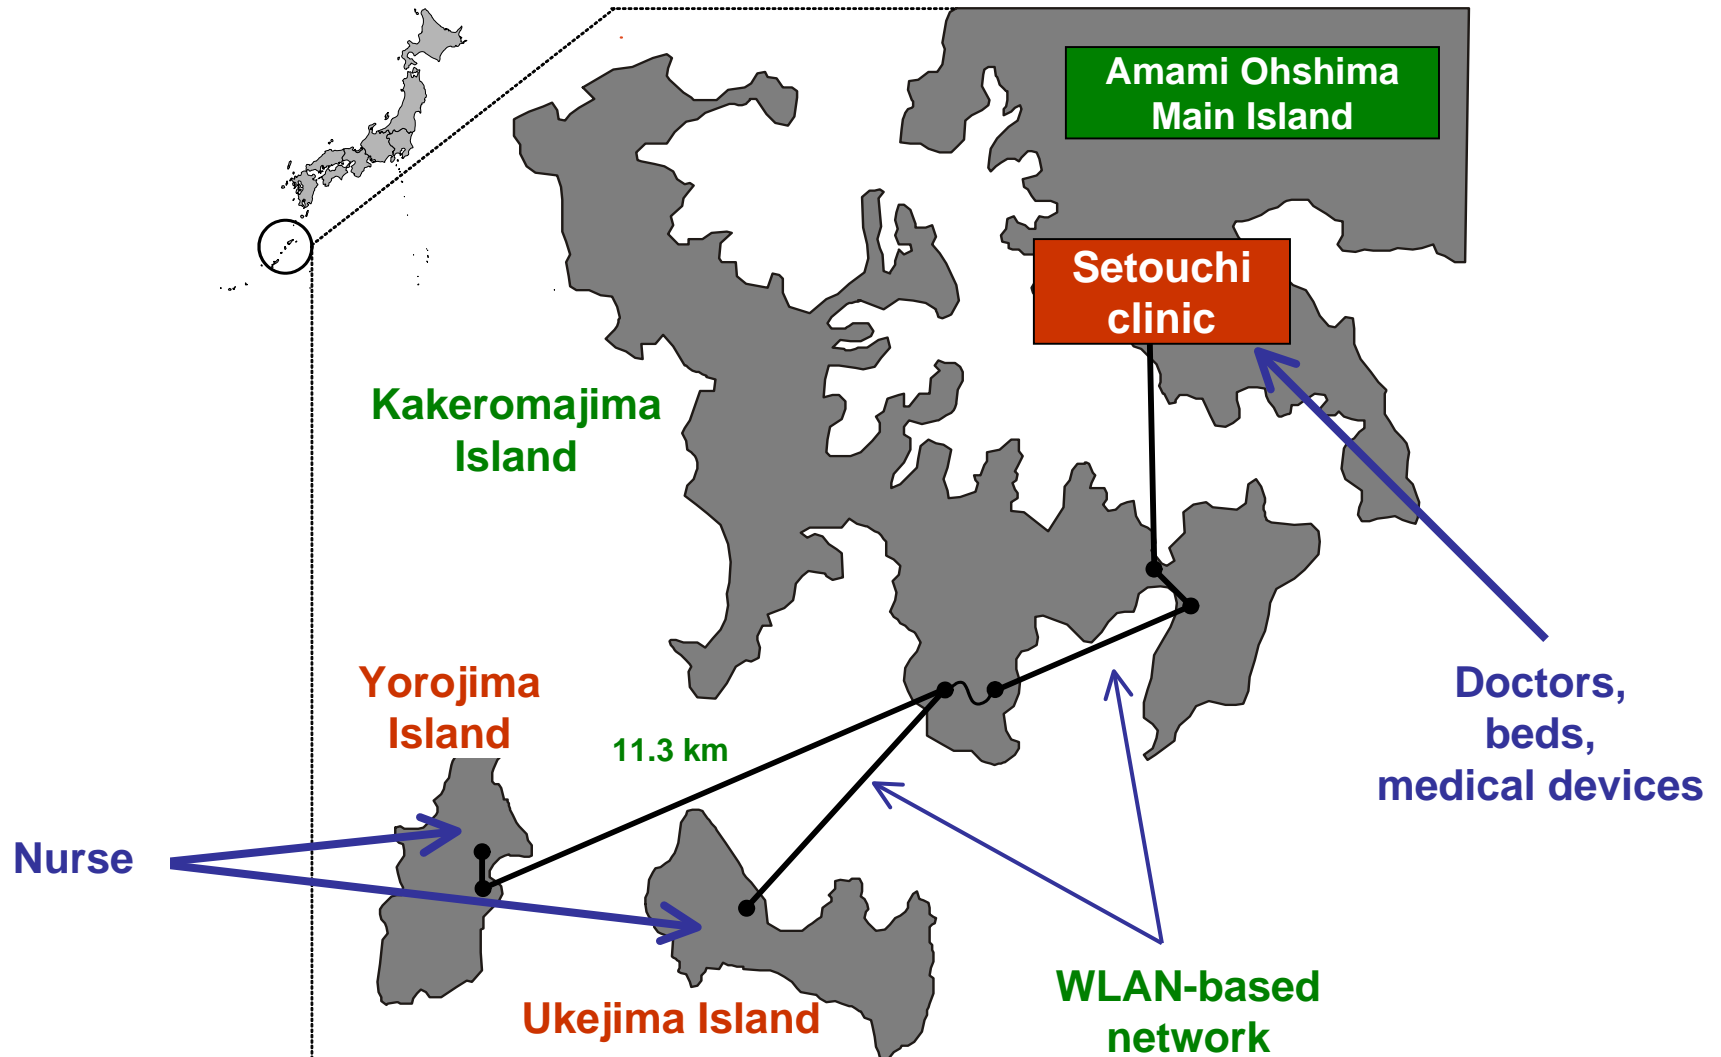 Amami Ohshima
Main Island
Setouchi
clinic
Kakeromajima
Island
Yorojima
Island
11.3 km
Doctors,
beds,
medical devices
Nurse
Ukejima Island
WLAN-based
network